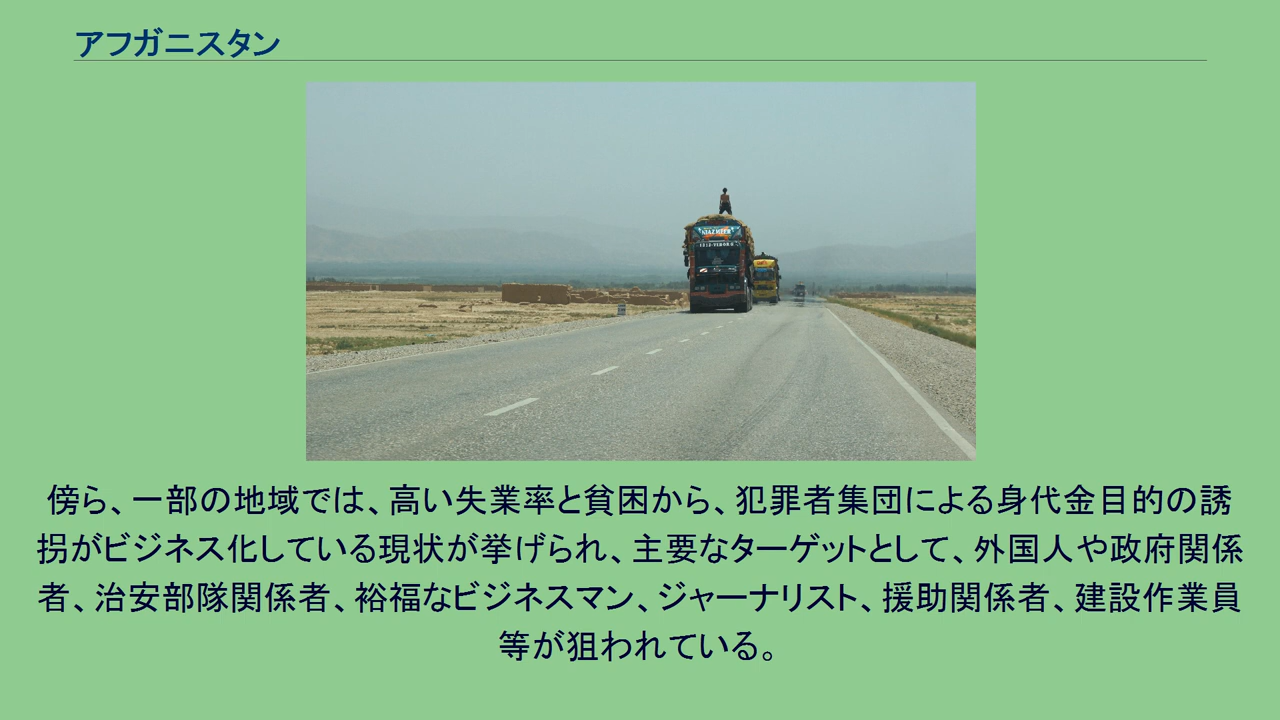 アフガニスタン
傍ら、一部の地域では、高い失業率と貧困から、犯罪者集団による身代金目的の誘
拐がビジネス化している現状が挙げられ、主要なターゲットとして、外国人や政府関係
者、治安部隊関係者、裕福なビジネスマン、ジャーナリスト、援助関係者、建設作業員
等が狙われている。